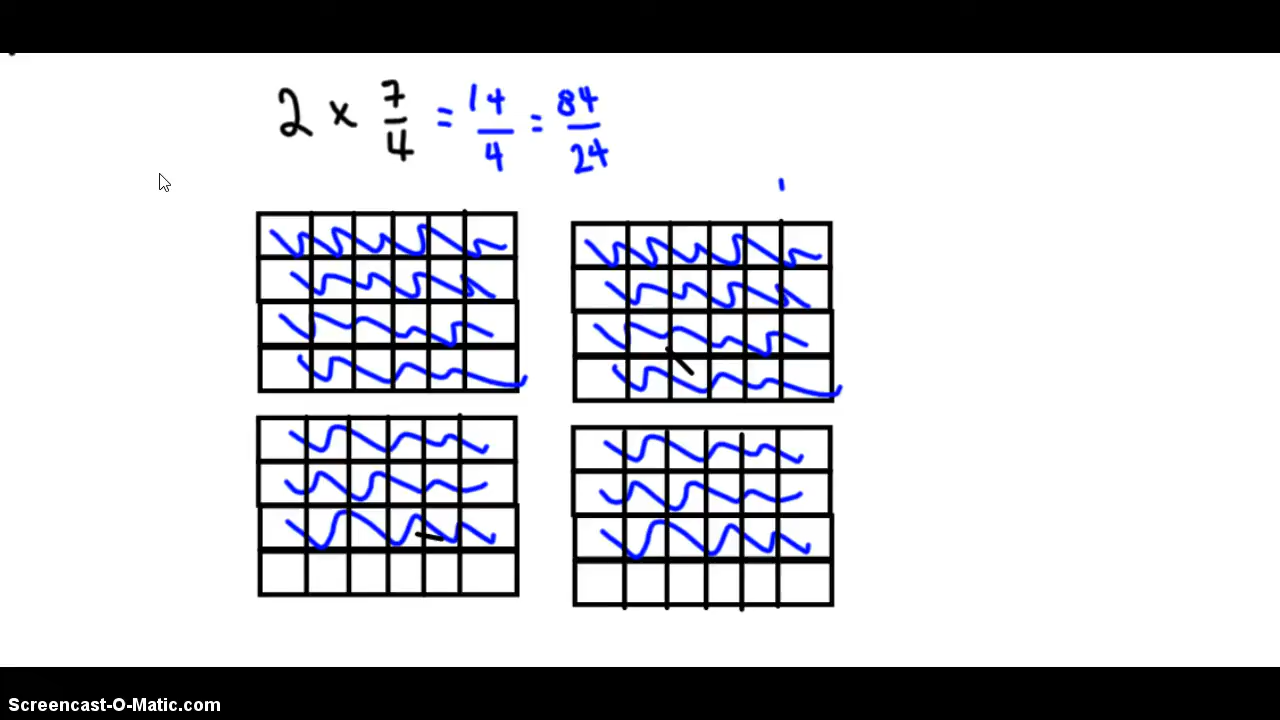 2 x 7/4 = 14/4 = 84/24
Screencast-O-Matic.com